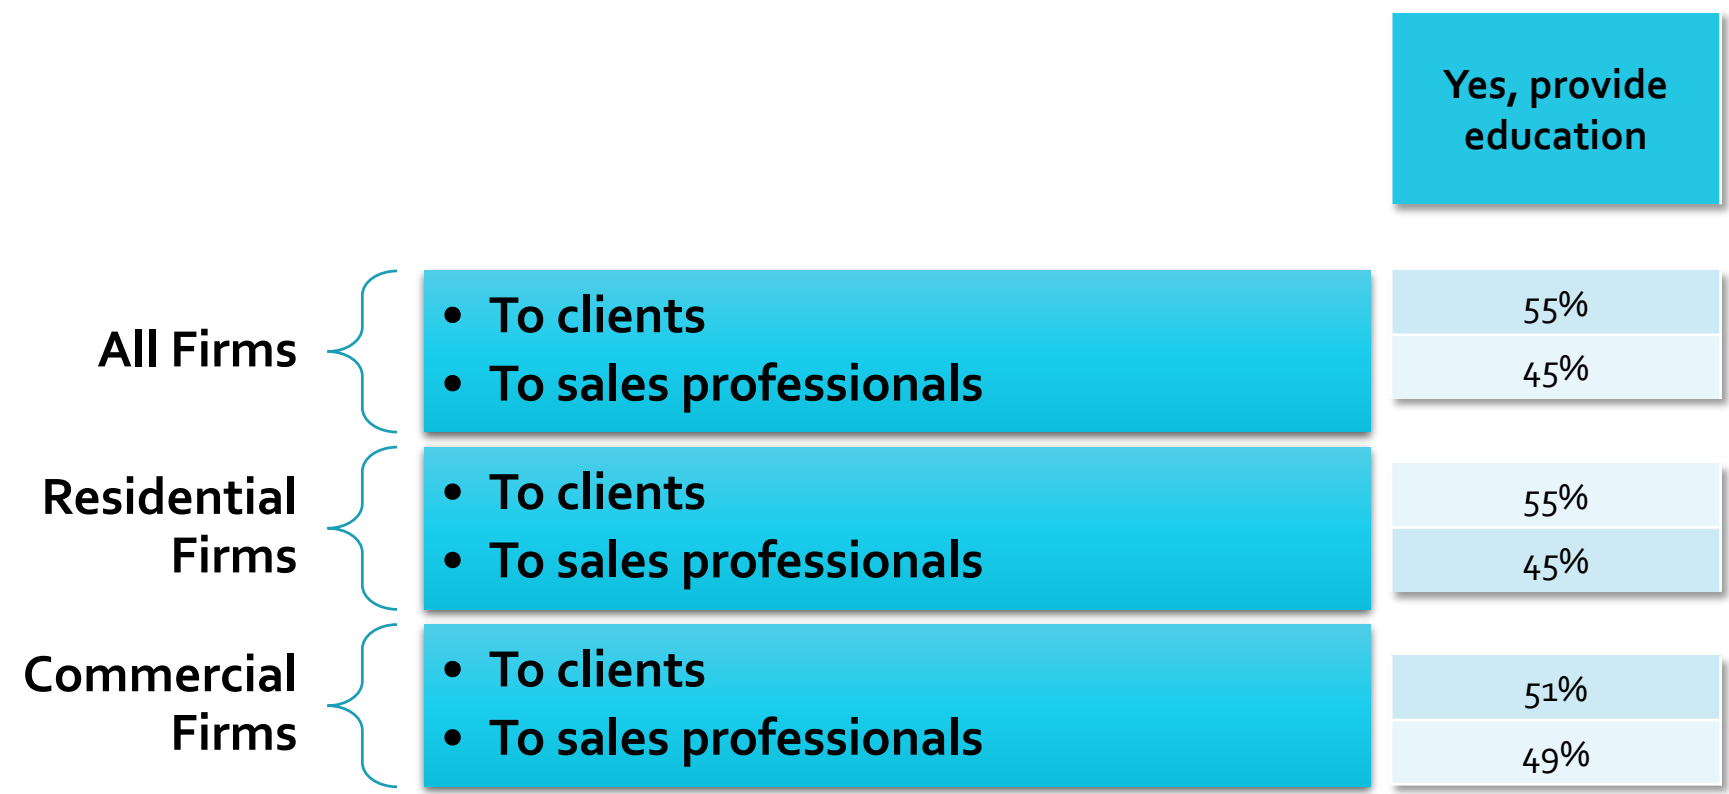 Yes, provide
education
All Firms
• To clients
55%
• To sales professionals
45%
Residential
Firms
• To clients
55%
• To sales professionals
45%
Commercial
Firms
• To clients
51%
• To sales professionals
49%